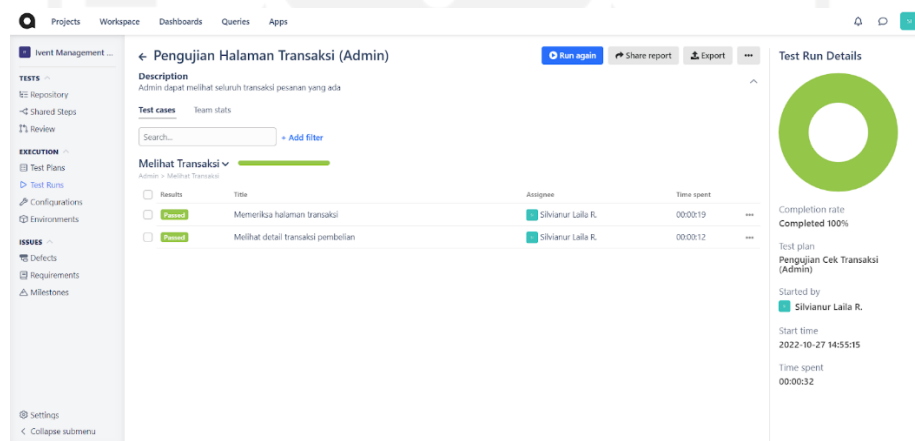 Projects Workspace Dashboards Queries Apps
Ivent Management ...
TESTS
Repository
Shared Steps
Review
EXECUTION
Test Plans
Test Runs
Configurations
Environments
ISSUES
Defects
Requirements
Milestones
Settings
Collapse submenu
← Pengujian Halaman Transaksi (Admin)
Run again Share report Export ...
Description
Admin dapat melihat seluruh transaksi pesanan yang ada
Test cases Team stats
Search... + Add filter
Melihat Transaksi
Admin > Melihat Transaksi
Results Title Assignee Time spent
Passed Memeriksa halaman transaksi Silvianur Laila R. 00:00:19 ...
Passed Melihat detail transaksi pembelian Silvianur Laila R. 00:00:12 ...
Test Run Details
Completion rate
Completed 100%
Test plan
Pengujian Cek Transaksi
(Admin)
Started by
Silvianur Laila R.
Start time
2022-10-27 14:55:15
Time spent
00:00:32